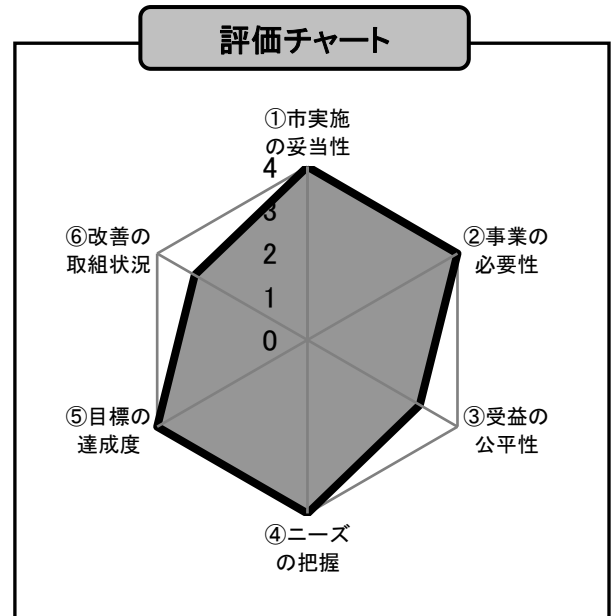 評価チャート
①市実施
の妥当性
4
3
2
1
0
②事業の
必要性
③受益の
公平性
④ニーズ
の把握
⑤目標の
達成度
⑥改善の
取組状況